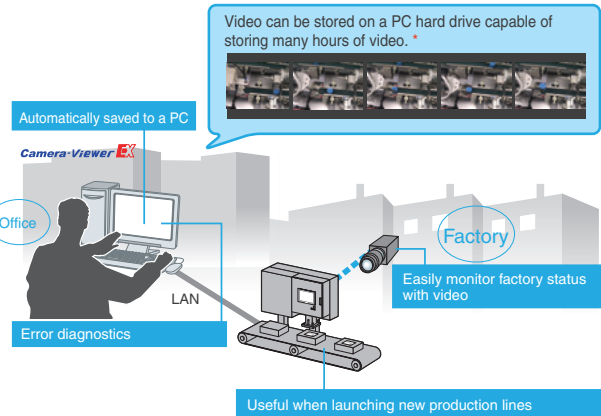 Video can be stored on a PC hard drive capable of
storing many hours of video. *
Automatically saved to a PC
Camera-Viewer EX
Office
Factory
Easily monitor factory status
with video
LAN
Error diagnostics
Useful when launching new production lines